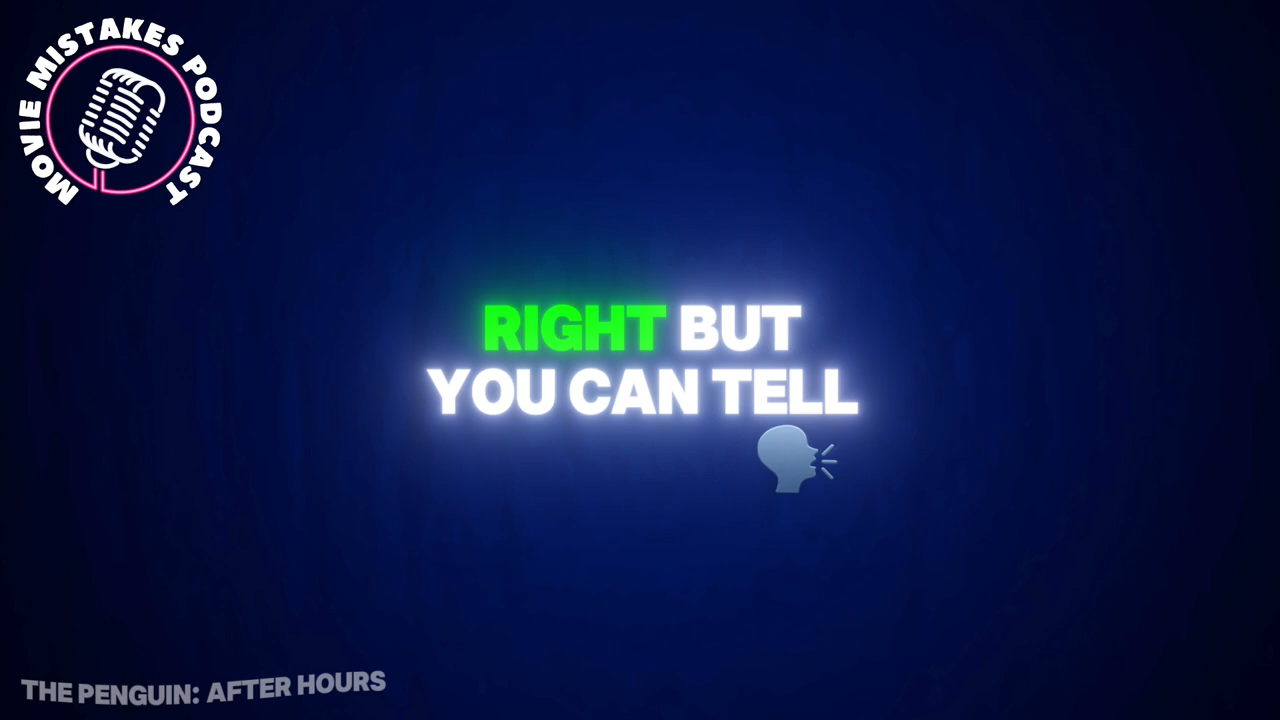 MOVIE MISTAKES PODCAST
RIGHT BUT
YOU CAN TELL
THE PENGUIN: AFTER HOURS